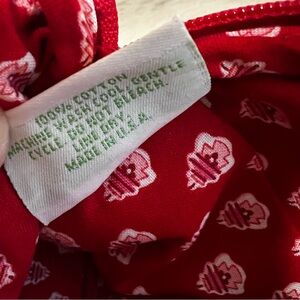 100% COTTON
MACHINE WASH COOL/GENTLE
CYCLE DO NOT BLEACH.
LINE DRY
MADE IN U.S.A.